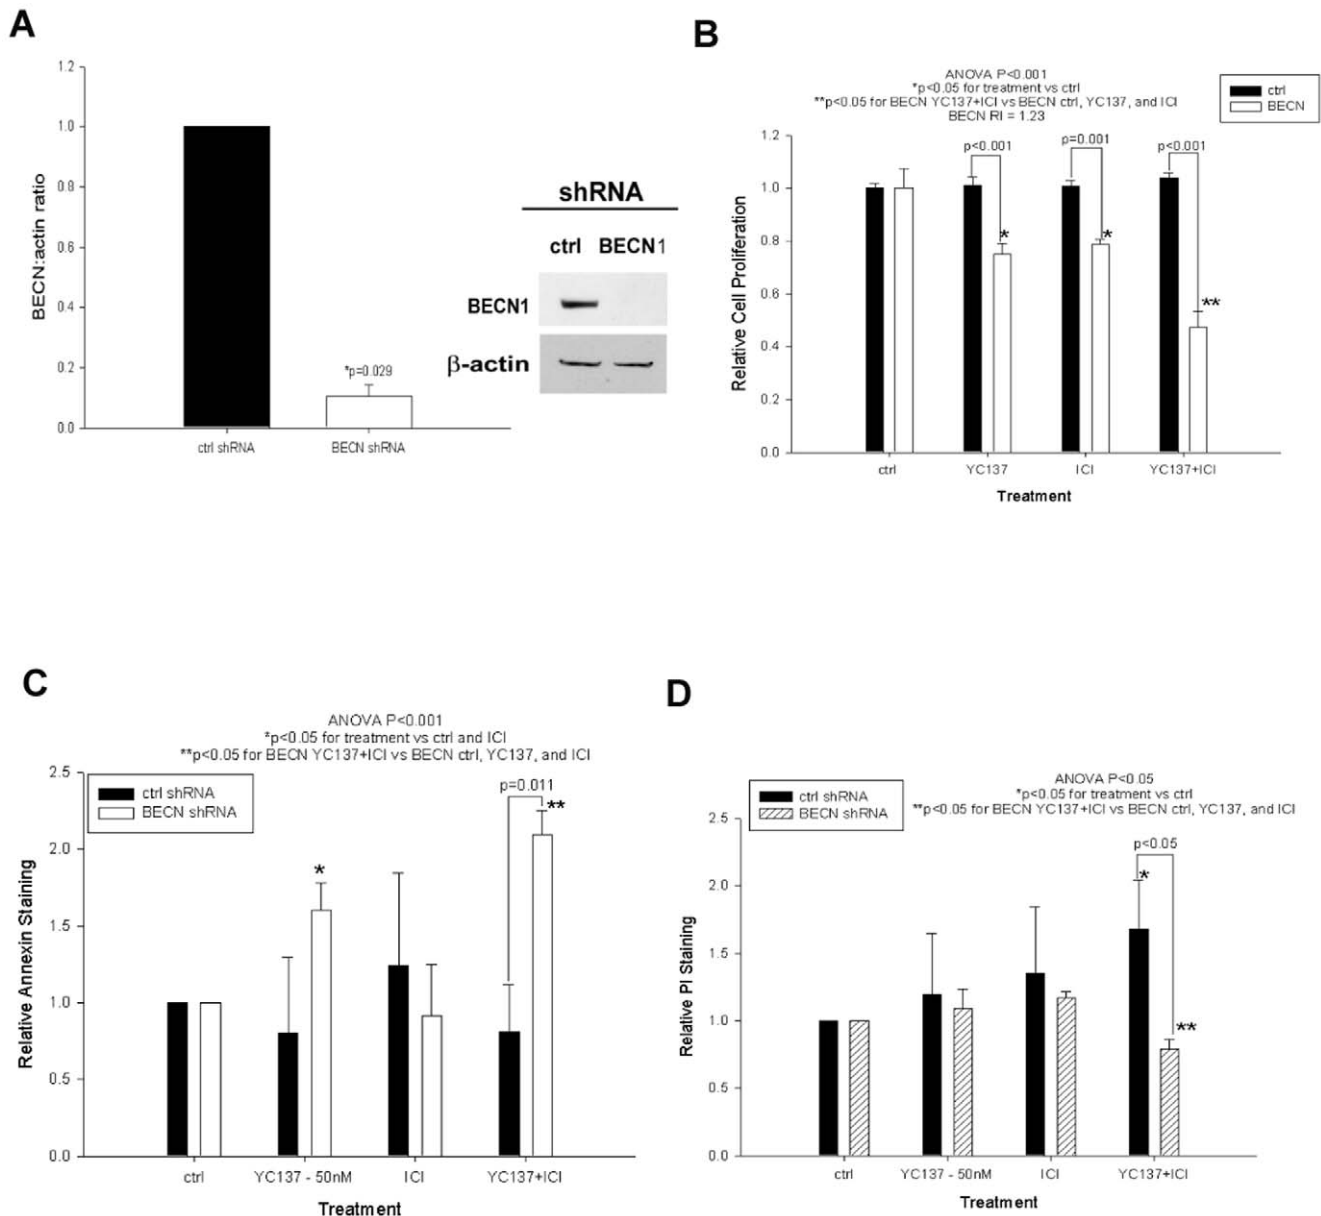 A
1.2
1.0
0.8
0.6
0.4
0.2
0.0
BECN:actin ratio
*p=0.029
ctrl shRNA
BECN shRNA
shRNA
ctrl BECN1
BECN1
β-actin
B
ANOVA P<0.001
*p<0.05 for treatment vs ctrl
**p<0.05 for BECN YC137+ICI vs BECN ctrl, YC137, and ICI
BECN RI = 1.23
ctrl
BECN
1.2
1.0
0.8
0.6
0.4
0.2
0.0
Relative Cell Proliferation
p<0.001
p=0.001
p<0.001
*
*
**
ctrl
YC137
ICI
YC137+ICI
Treatment
C
ANOVA P<0.001
*p<0.05 for treatment vs ctrl and ICI
**p<0.05 for BECN YC137+ICI vs BECN ctrl, YC137, and ICI
ctrl shRNA
BECN shRNA
2.5
2.0
1.5
1.0
0.5
0.0
Relative Annexin Staining
p=0.011
*
**
ctrl
YC137 - 50nM
ICI
YC137+ICI
Treatment
D
ANOVA P<0.05
*p<0.05 for treatment vs ctrl
**p<0.05 for BECN YC137+ICI vs BECN ctrl, YC137, and ICI
ctrl shRNA
BECN shRNA
2.5
2.0
1.5
1.0
0.5
0.0
Relative PI Staining
p<0.05
*
**
ctrl
YC137 - 50nM
ICI
YC137+ICI
Treatment